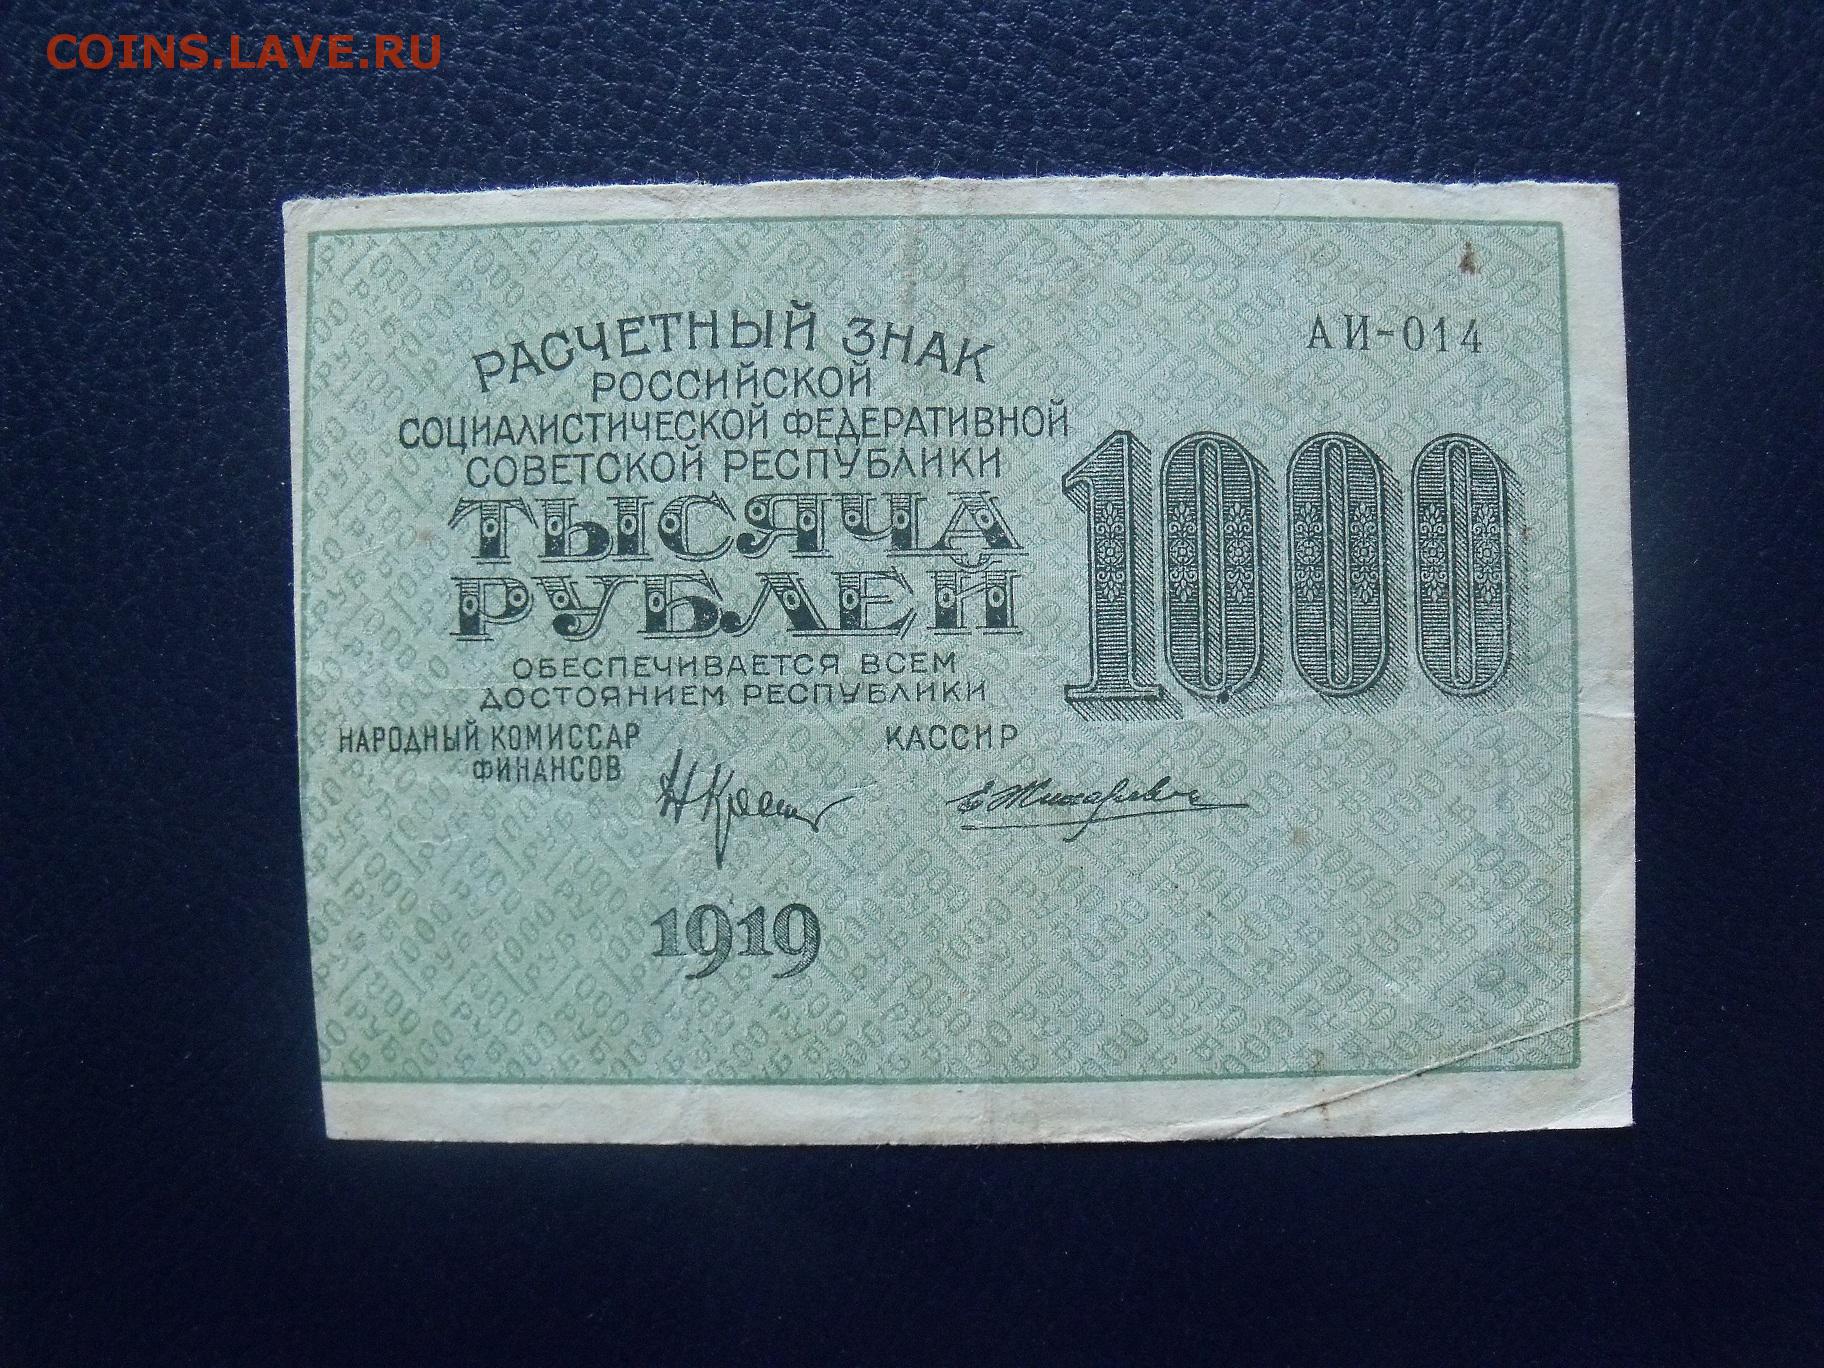 COINS.LAVE.RU
РАСЧЕТНЫЙ ЗНАК
РОССИЙСКОЙ
СОЦИАЛИСТИЧЕСКОЙ ФЕДЕРАТИВНОЙ
СОВЕТСКОЙ РЕСПУБЛИКИ
ТЫСЯЧА
РУБЛЕЙ
ОБЕСПЕЧИВАЕТСЯ ВСЕМ
ДОСТОЯНИЕМ РЕСПУБЛИКИ
АИ-014
1000
НАРОДНЫЙ КОМИССАР
ФИНАНСОВ
КАССИР
1919